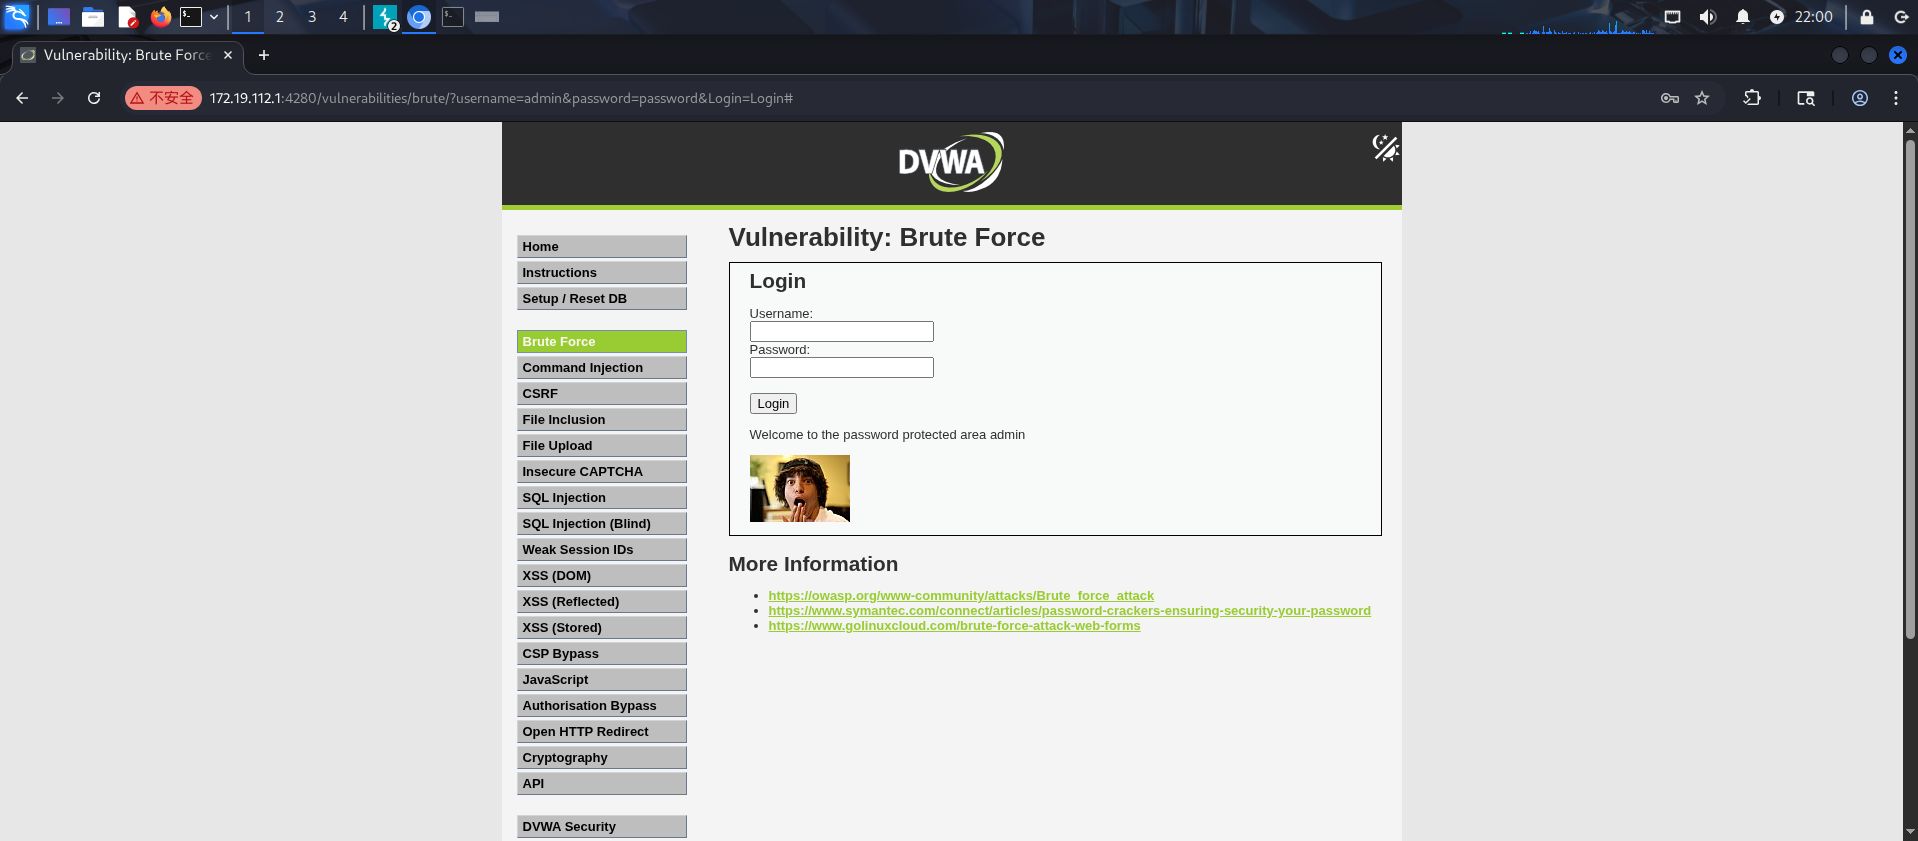 1 2 3 4 2 22:00
Vulnerability: Brute Force
不安全 172.19.112.1:4280/vulnerabilities/brute/?username=admin&password=password&Login=Login#
DVWA
Home
Instructions
Setup / Reset DB
Brute Force
Command Injection
CSRF
File Inclusion
File Upload
Insecure CAPTCHA
SQL Injection
SQL Injection (Blind)
Weak Session IDs
XSS (DOM)
XSS (Reflected)
XSS (Stored)
CSP Bypass
JavaScript
Authorisation Bypass
Open HTTP Redirect
Cryptography
API
DVWA Security
Vulnerability: Brute Force
Login
Username:
Password:
Login
Welcome to the password protected area admin
More Information
https://owasp.org/www-community/attacks/Brute_force_attack
https://www.symantec.com/connect/articles/password-crackers-ensuring-security-your-password
https://www.golinuxcloud.com/brute-force-attack-web-forms